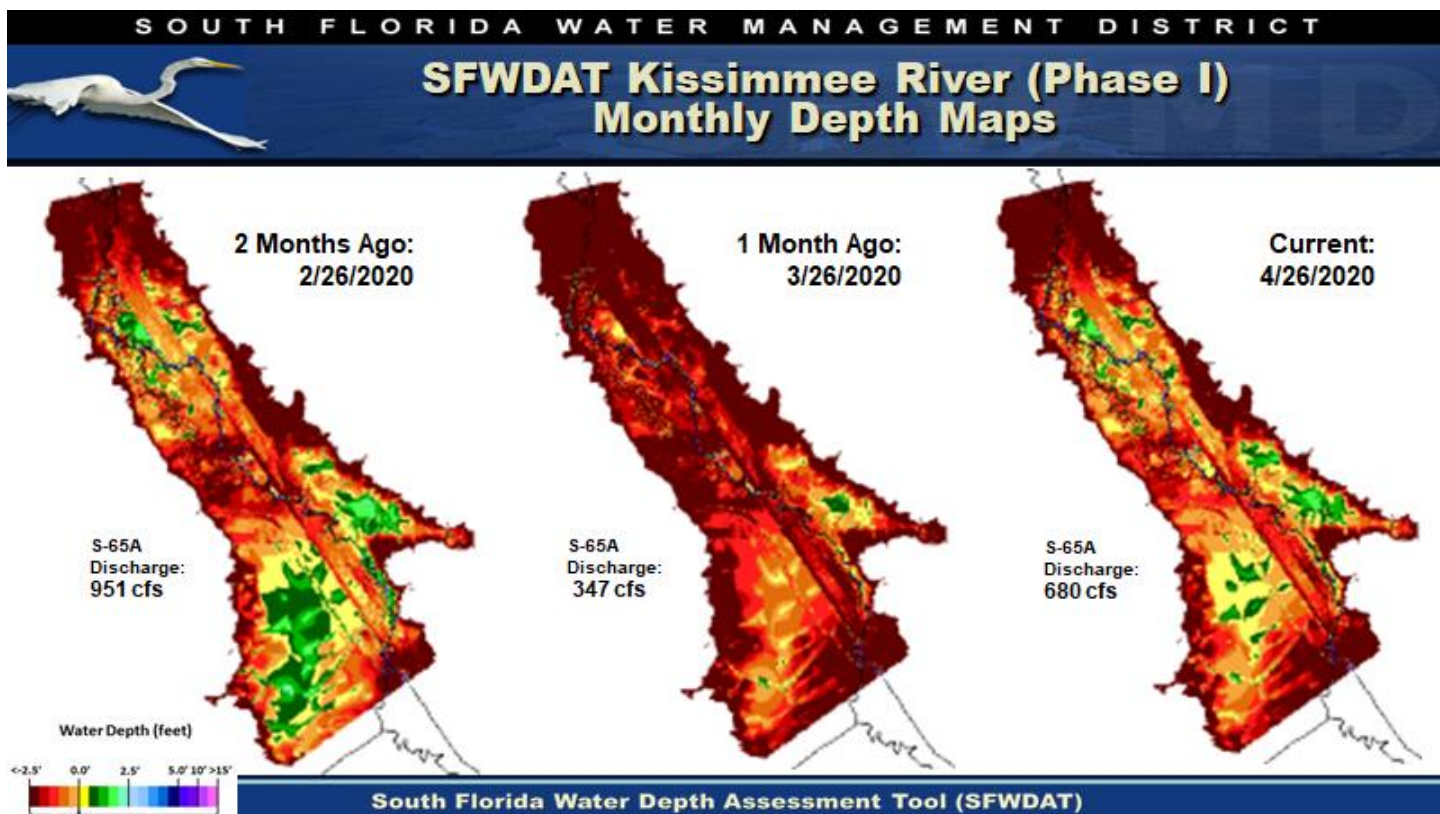 SOUTH FLORIDA WATER MANAGEMENT DISTRICT
SFWDAT Kissimmee River (Phase I)
Monthly Depth Maps
2 Months Ago:
2/26/2020
1 Month Ago:
3/26/2020
Current:
4/26/2020
S-65A
Discharge:
951 cfs
S-65A
Discharge:
347 cfs
S-65A
Discharge:
680 cfs
Water Depth (feet)
<-2.5' 0.0' 2.5' 5.0' 10' >15'
South Florida Water Depth Assessment Tool (SFWDAT)